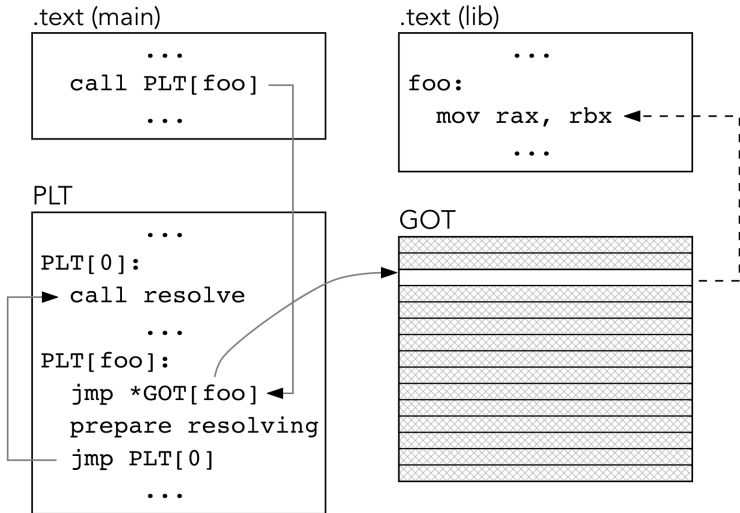 .text (main)
...
call PLT[foo]
...
.text (lib)
...
foo:
mov rax, rbx
...
PLT
...
PLT[0]:
call resolve
...
PLT[foo]:
jmp *GOT[foo]
prepare resolving
jmp PLT[0]
...
GOT